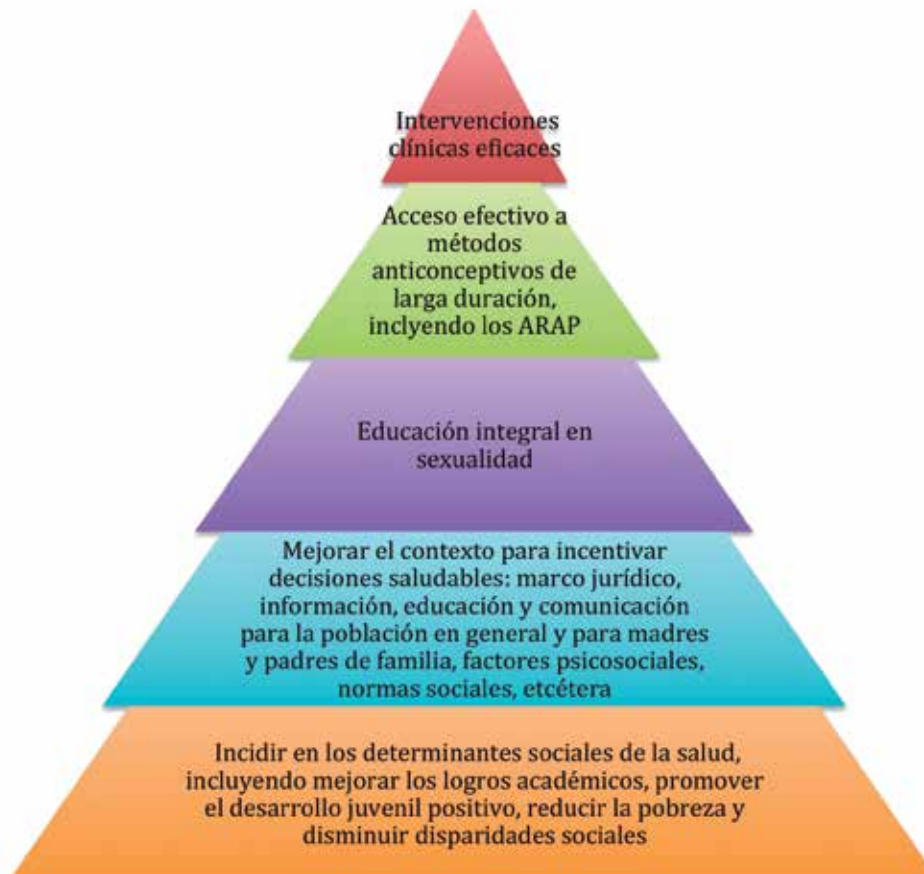 Intervenciones
clínicas eficaces
Acceso efectivo a
métodos
anticonceptivos de
larga duración,
inclyendo los ARAP
Educación integral en
sexualidad
Mejorar el contexto para incentivar
decisiones saludables: marco jurídico,
información, educación y comunicación
para la población en general y para madres
y padres de familia, factores psicosociales,
normas sociales, etcétera
Incidir en los determinantes sociales de la salud,
incluyendo mejorar los logros académicos, promover
el desarrollo juvenil positivo, reducir la pobreza y
disminuir disparidades sociales